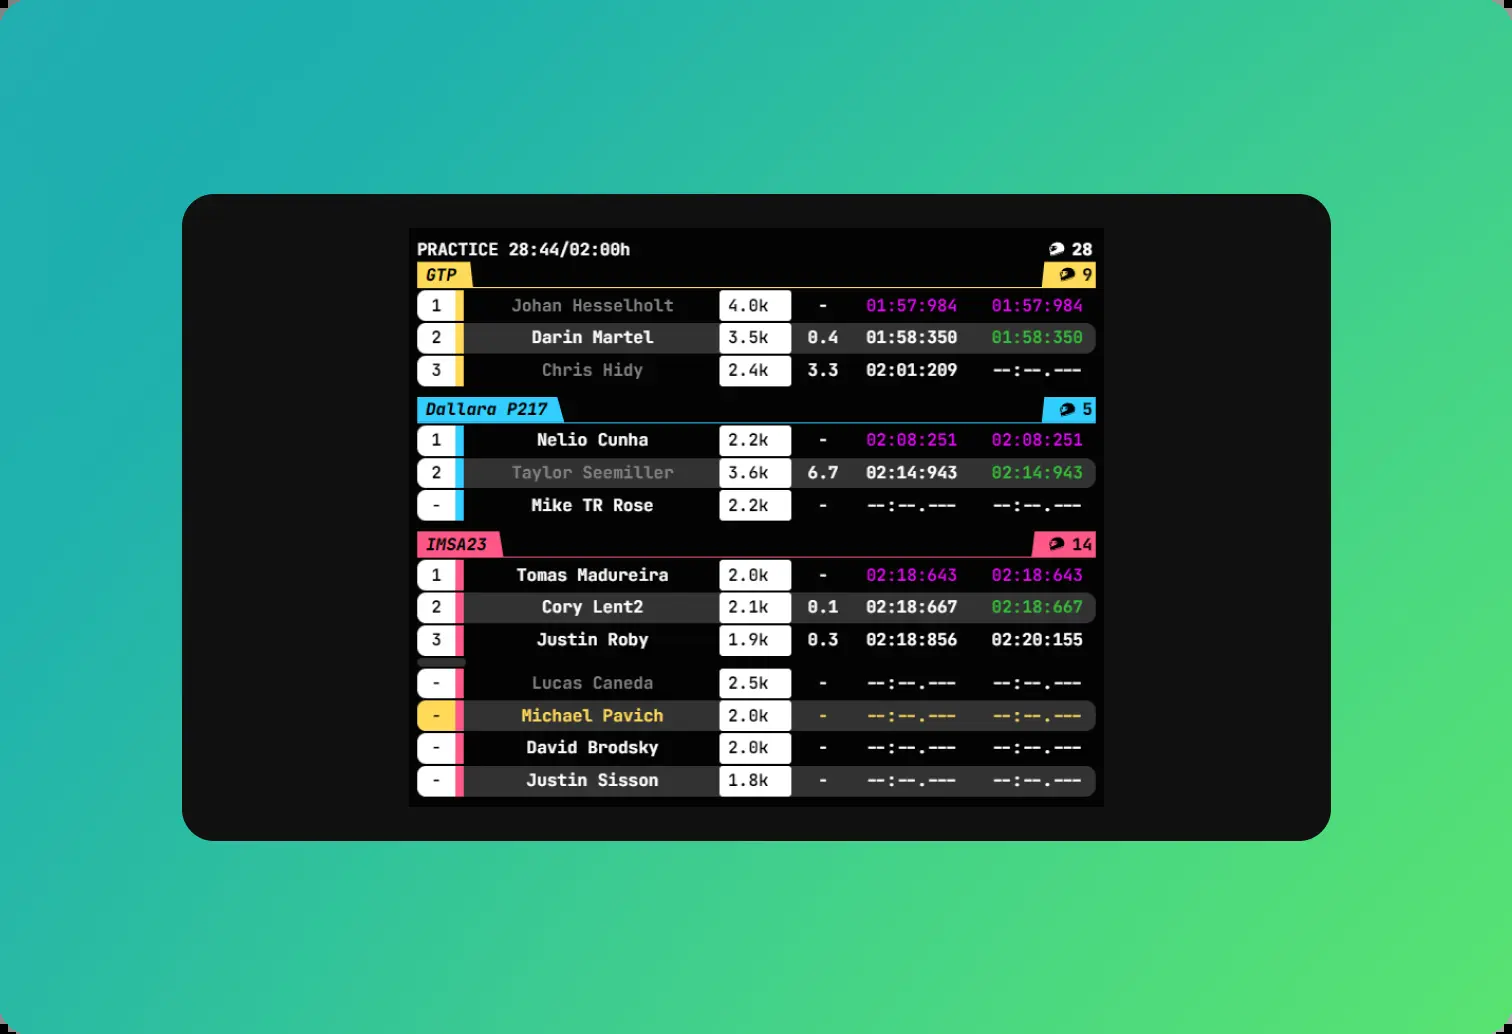 PRACTICE 28:44/02:00h 28
GTP 9
1 Johan Hesselholt 4.0k - 01:57:984 01:57:984
2 Darin Martel 3.5k 0.4 01:58:350 01:58:350
3 Chris Hidy 2.4k 3.3 02:01:209 --:--.---
Dallara P217 5
1 Nelio Cunha 2.2k - 02:08:251 02:08:251
2 Taylor Seemiller 3.6k 6.7 02:14:943 02:14:943
- Mike TR Rose 2.2k - --:--.--- --:--.---
IMSA23 14
1 Tomas Madureira 2.0k - 02:18:643 02:18:643
2 Cory Lent2 2.1k 0.1 02:18:667 02:18:667
3 Justin Roby 1.9k 0.3 02:18:856 02:20:155
- Lucas Caneda 2.5k - --:--.--- --:--.---
- Michael Pavich 2.0k - --:--.--- --:--.---
- David Brodsky 2.0k - --:--.--- --:--.---
- Justin Sisson 1.8k - --:--.--- --:--.---